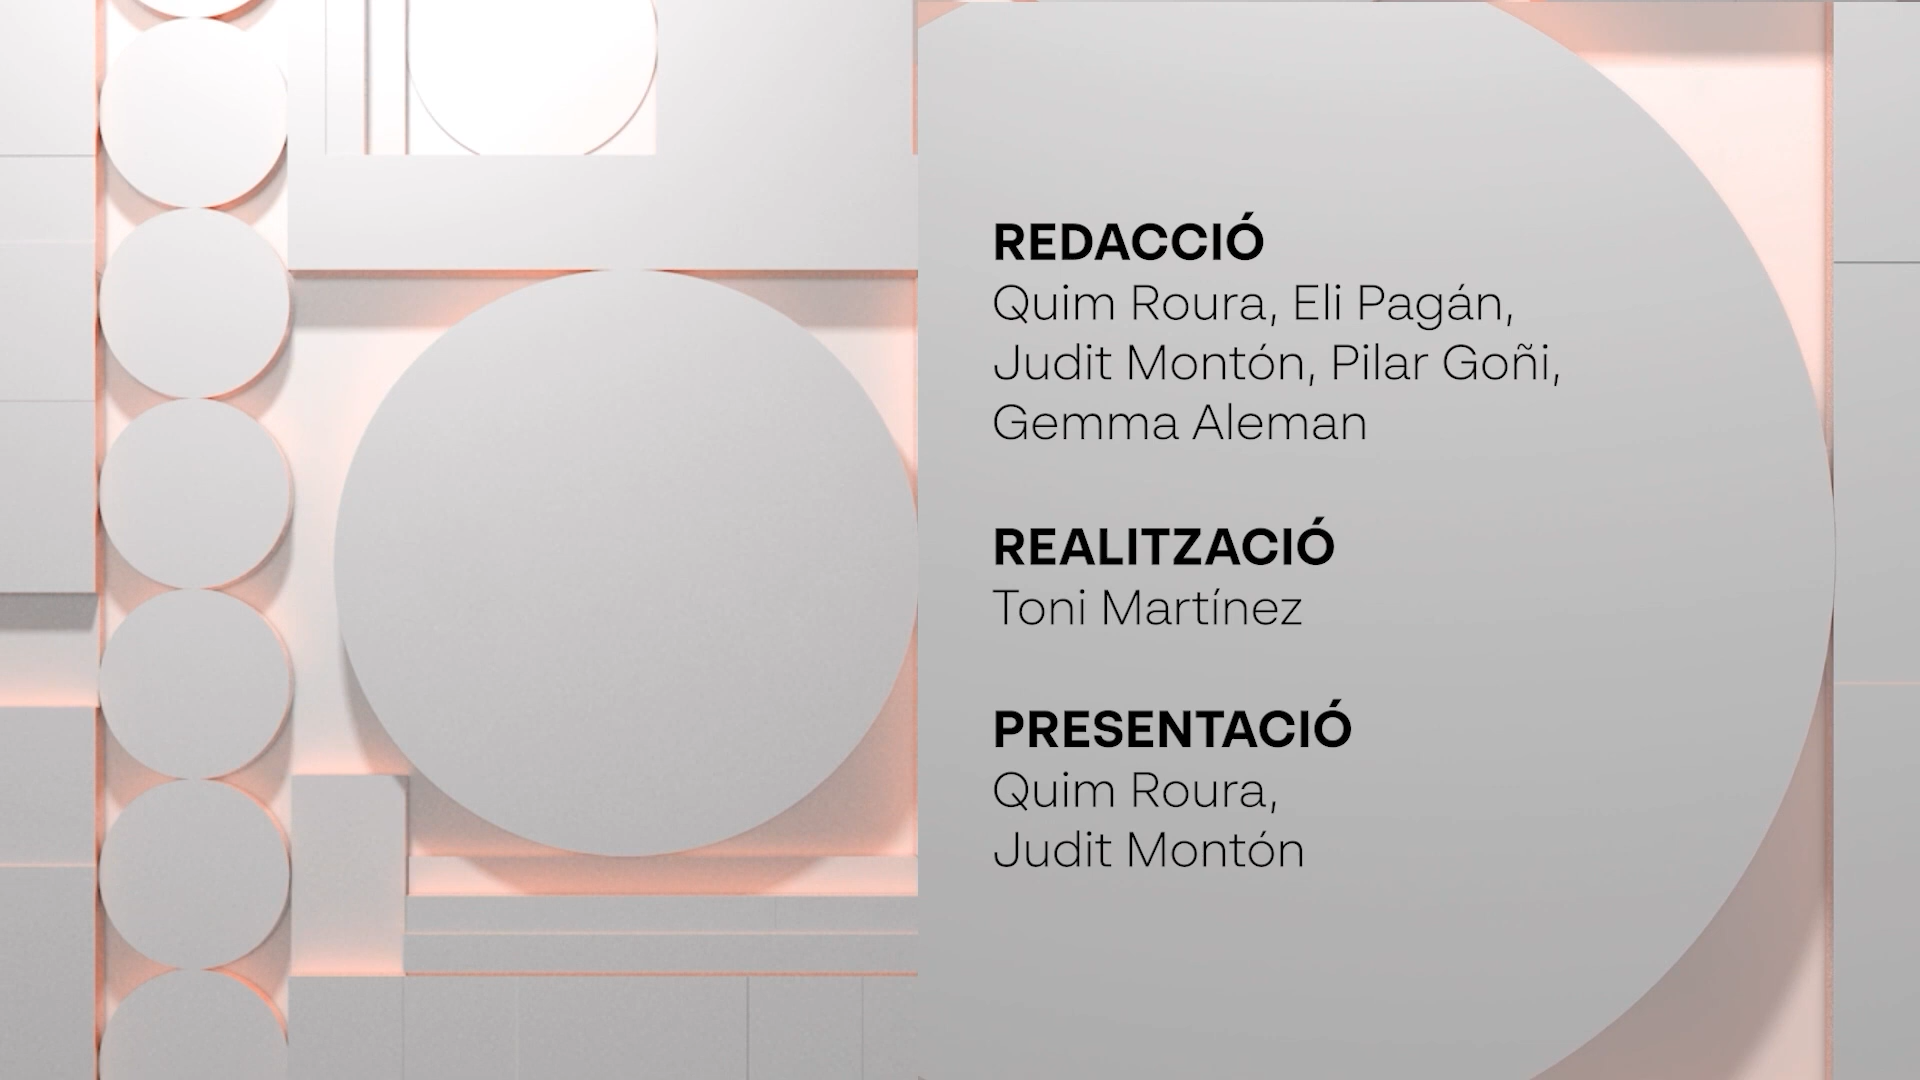 REDACCIÓ
Quim Roura, Eli Pagán,
Judit Montón, Pilar Goñi,
Gemma Aleman
REALITZACIÓ
Toni Martínez
PRESENTACIÓ
Quim Roura,
Judit Montón